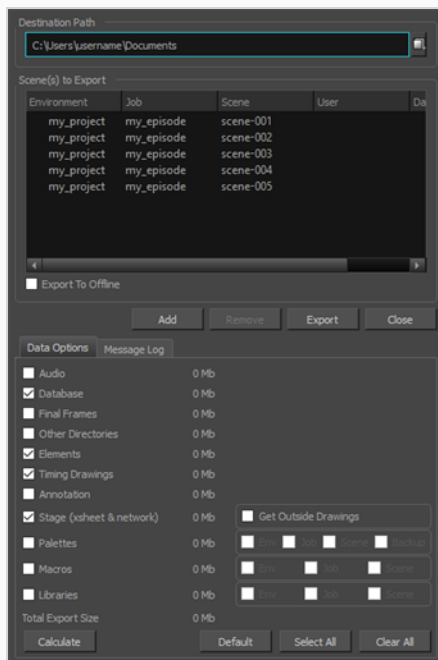 Destination Path
C:\Users\username\Documents
Scene(s) to Export
Environment Job Scene User Da
my_project my_episode scene-001
my_project my_episode scene-002
my_project my_episode scene-003
my_project my_episode scene-004
my_project my_episode scene-005
Export To Offline
Add Remove Export Close
Data Options Message Log
Audio 0 Mb
Database 0 Mb
Final Frames 0 Mb
Other Directories 0 Mb
Elements 0 Mb
Timing Drawings 0 Mb
Annotation 0 Mb
Stage (xsheet & network) 0 Mb Get Outside Drawings
Palettes 0 Mb Env Job Scene Backup
Macros 0 Mb Env Job Scene
Libraries 0 Mb Env Job Scene
Total Export Size 0 Mb
Calculate Default Select All Clear All